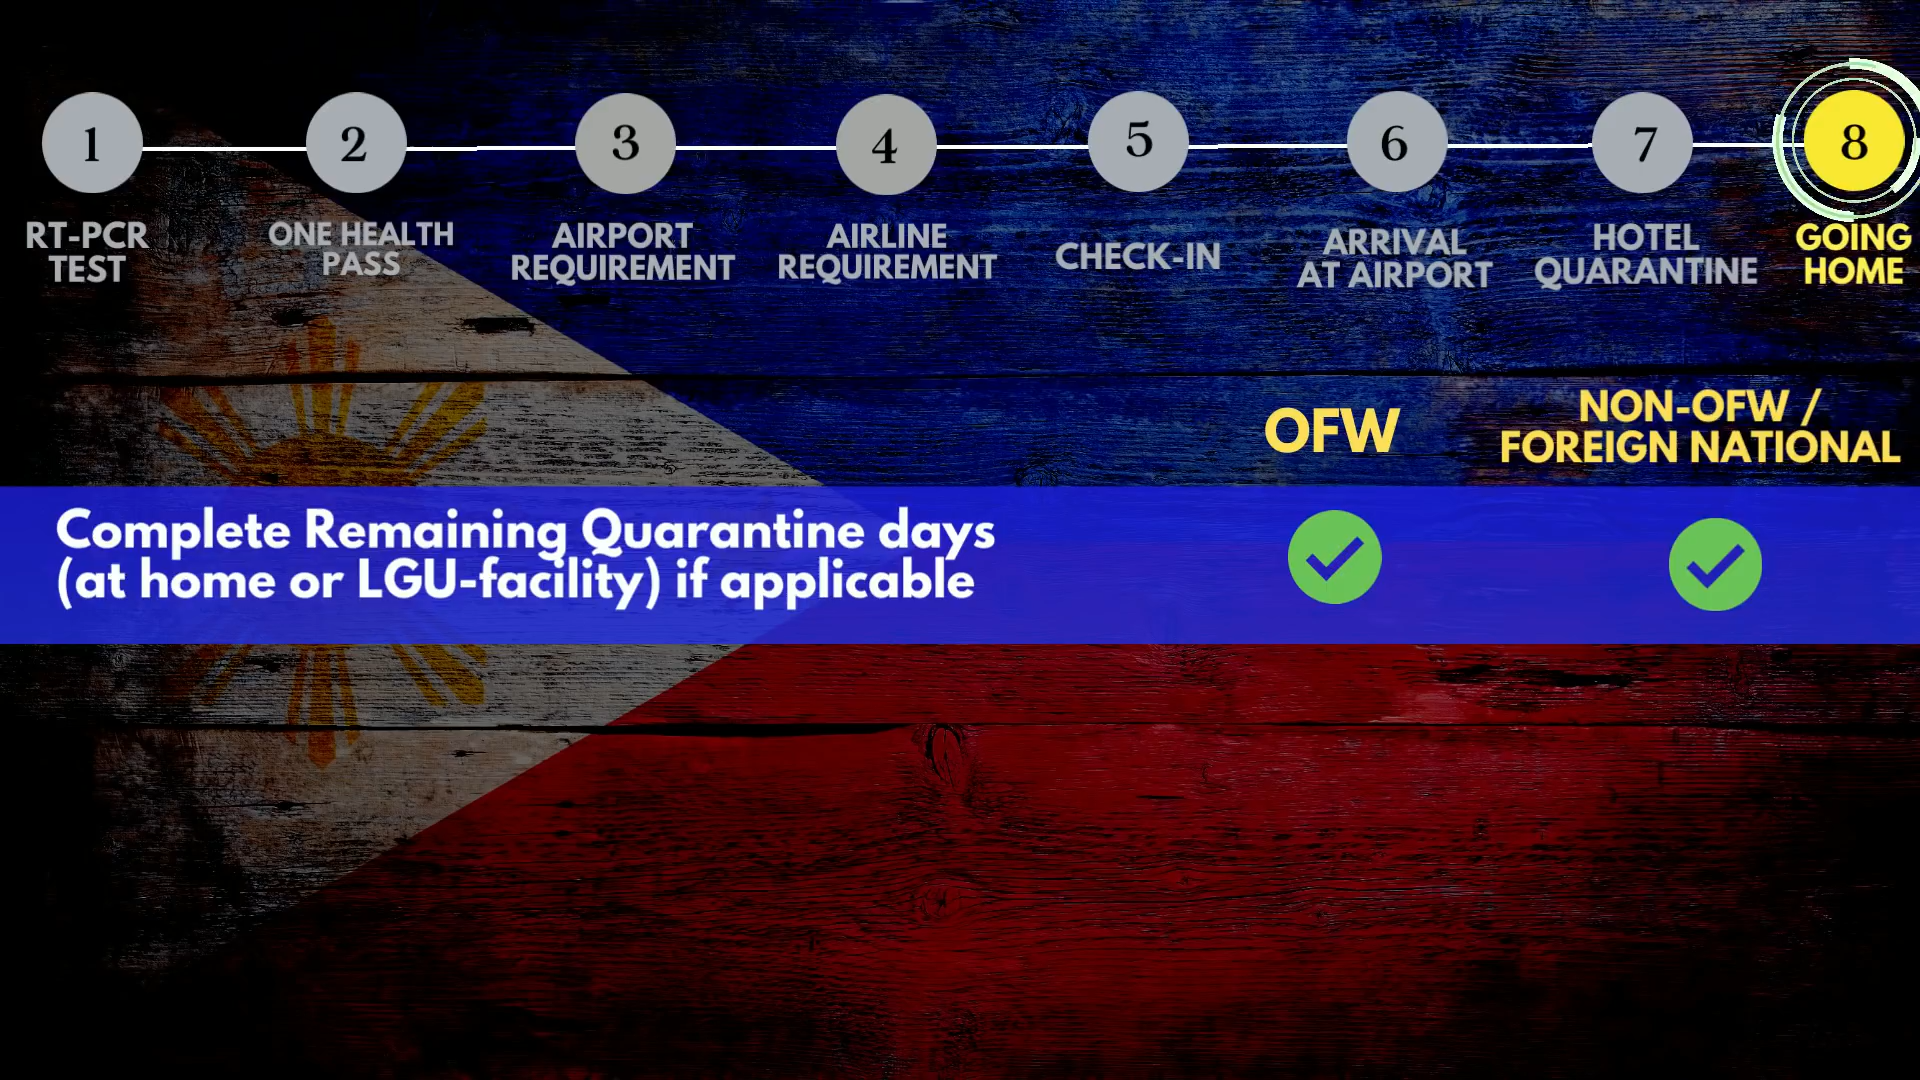 1
2
3
4
5
6
7
8
RT-PCR
TEST
ONE HEALTH
PASS
AIRPORT
REQUIREMENT
AIRLINE
REQUIREMENT
CHECK-IN
ARRIVAL
AT AIRPORT
HOTEL
QUARANTINE
GOING
HOME
OFW
NON-OFW /
FOREIGN NATIONAL
Complete Remaining Quarantine days
(at home or LGU-facility) if applicable